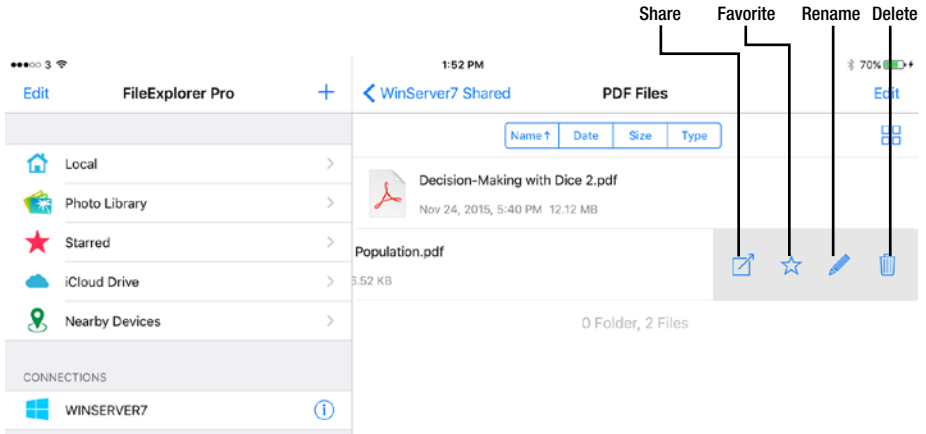 Share Favorite Rename Delete
3 1:52 PM 70%
Edit FileExplorer Pro + WinServer7 Shared PDF Files Edit
Name↑ Date Size Type
Local
Photo Library
Starred
iCloud Drive
Nearby Devices
CONNECTIONS
WINSERVER7
Decision-Making with Dice 2.pdf
Nov 24, 2015, 5:40 PM 12.12 MB
Population.pdf
6.52 KB
0 Folder, 2 Files